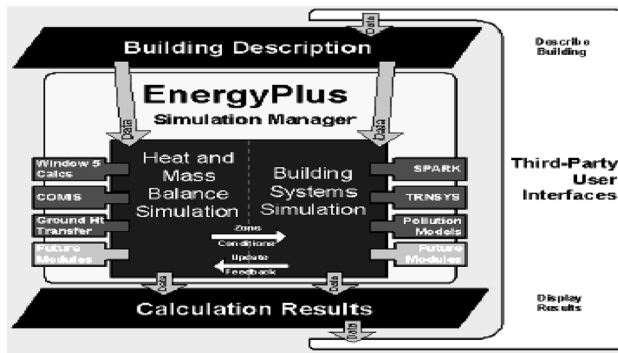 Data
Building Description
Describe
Building
EnergyPlus
Simulation Manager
Data
Data
Window 5
Calcs
COMIS
Ground Ht
Transfer
Future
Modules
Heat and
Mass
Balance
Simulation
Building
Systems
Simulation
Zone
Conditions
Update
Feedback
SPARK
TRNSYS
Pollution
Models
Future
Modules
Third-Party
User
Interfaces
Data
Data
Calculation Results
Display
Results
Data